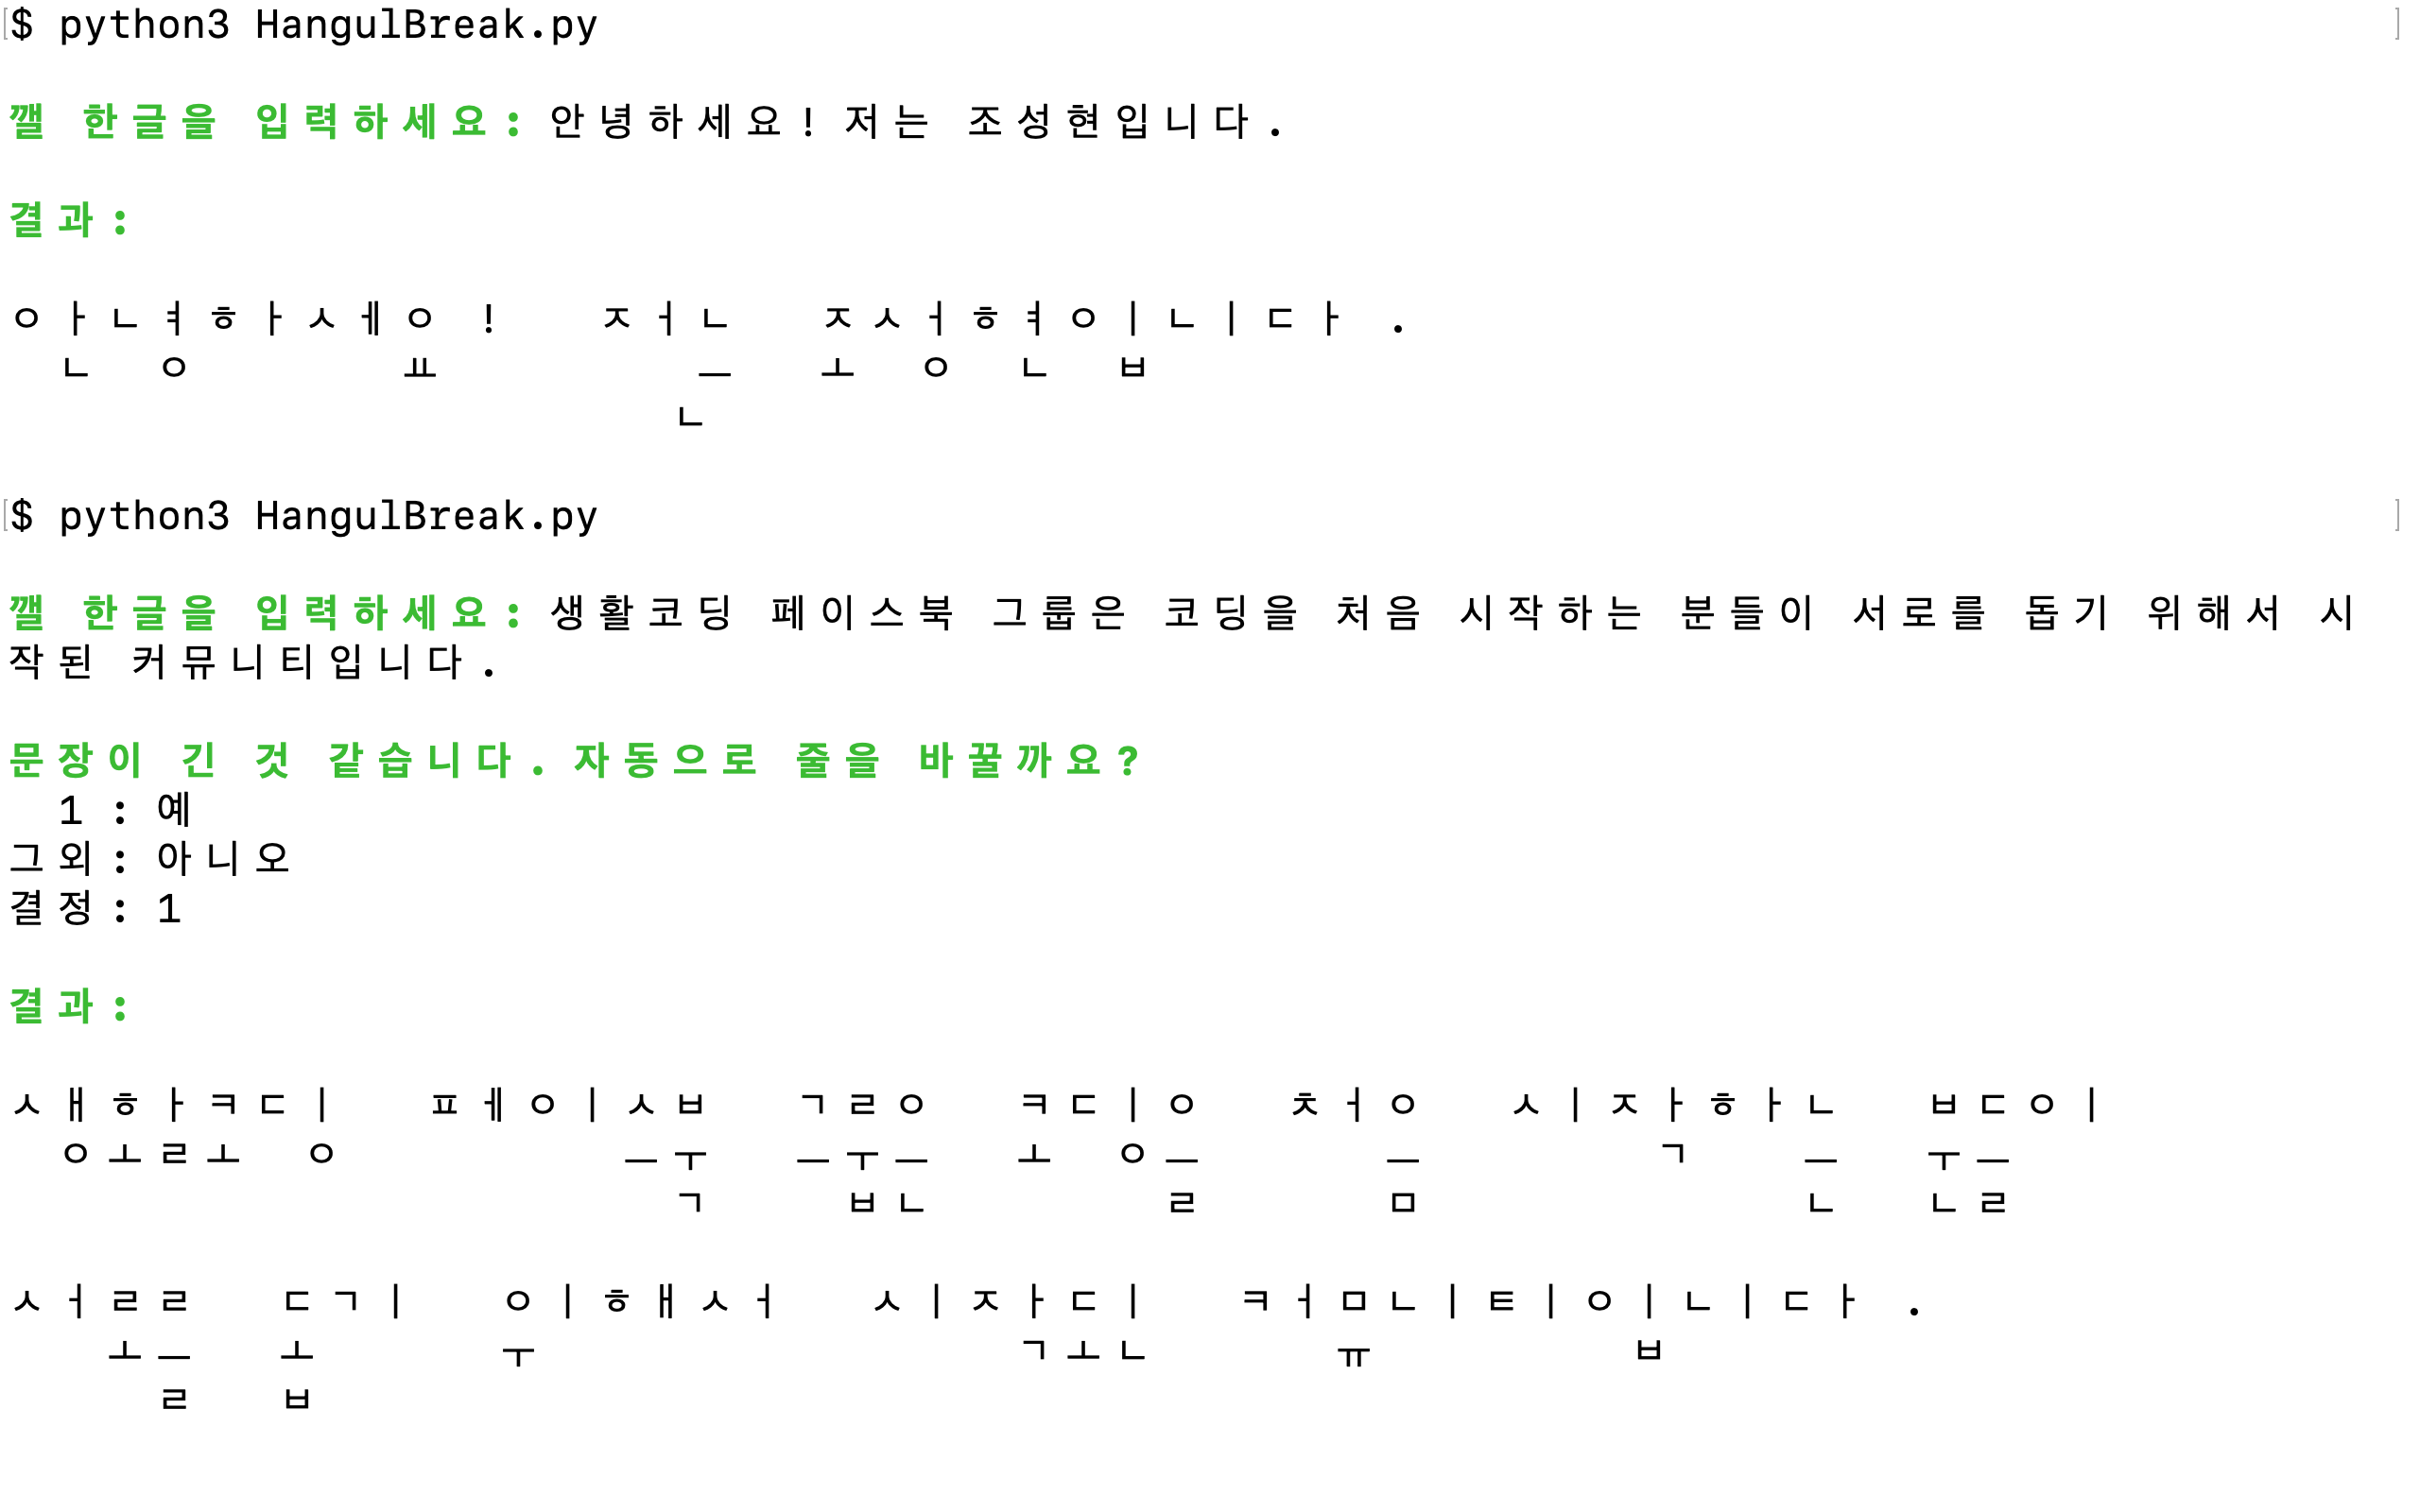 $ python3 HangulBreak.py
깰 한글을 입력하세요: 안녕하세요! 저는 조성현입니다.
결과:
ㅇㅏㄴㅕㅎㅏㅅㅔㅇ ! ㅈㅓㄴ ㅈㅅㅓㅎㅕㅇㅣㄴㅣㄷㅏ .
ㄴ ㅇ ㅛ ㅡ ㅗ ㅇ ㄴ ㅂ
ㄴ
$ python3 HangulBreak.py
깰 한글을 입력하세요: 생활코딩 페이스북 그룹은 코딩을 처음 시작하는 분들이 서로를 돕기 위해서 시
작된 커뮤니티입니다.
문장이 긴 것 같습니다. 자동으로 줄을 바꿀까요?
1 : 예
그외: 아니오
결정: 1
결과:
ㅅㅐㅎㅏㅋㄷㅣ ㅍㅔㅇㅣㅅㅂ ㄱㄹㅇ ㅋㄷㅣㅇ ㅊㅓㅇ ㅅㅣㅈㅏㅎㅏㄴ ㅂㄷㅇㅣ
ㅇㅗㄹㅗ ㅇ ㅡㅜ ㅡㅜㅡ ㅗ ㅇㅡ ㅡ ㄱ ㅡ ㅜㅡ
ㄱ ㅂㄴ ㄹ ㅁ ㄴ ㄴㄹ
ㅅㅓㄹㄹ ㄷㄱㅣ ㅇㅣㅎㅐㅅㅓ ㅅㅣㅈㅏㄷㅣ ㅋㅓㅁㄴㅣㅌㅣㅇㅣㄴㅣㄷㅏ .
ㅗㅡ ㅗ ㅜ ㄱㅗㄴ ㅠ ㅂ
ㄹ ㅂ